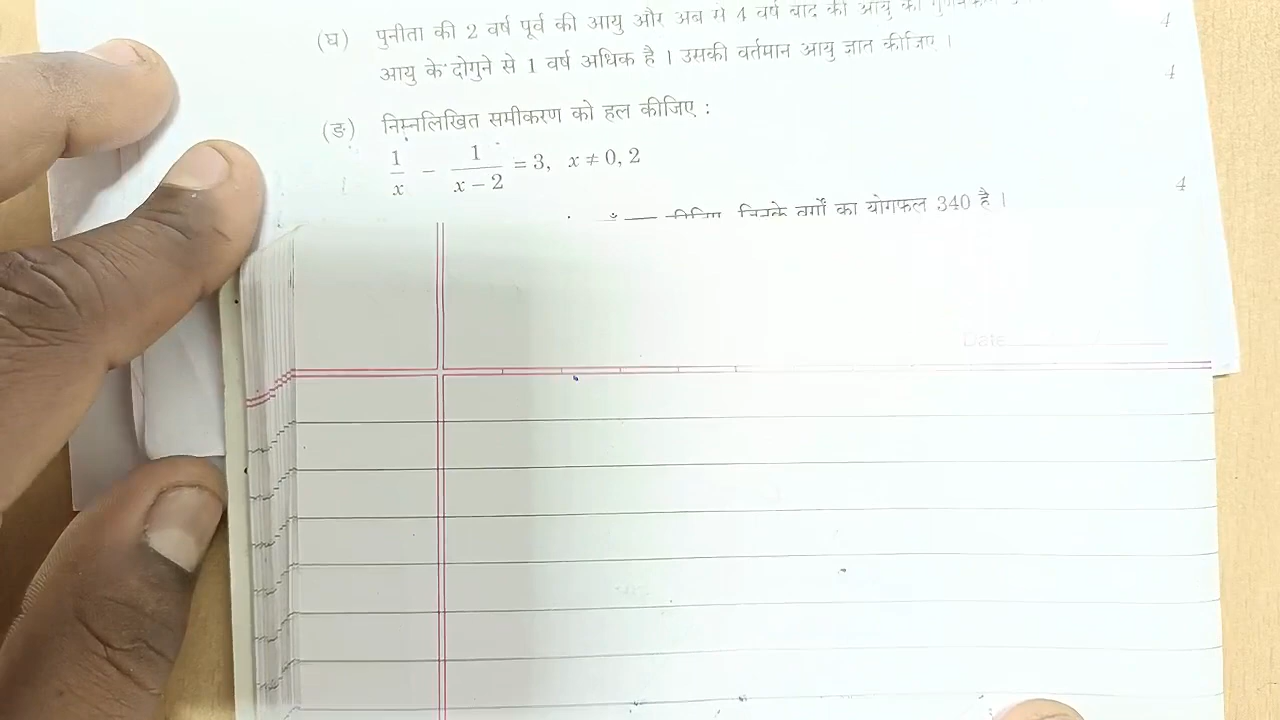 (घ) पुनीता की 2 वर्ष पूर्व की आयु और अब से 4 वर्ष बाद की आयु का
4
आयु के दोगुने से 1 वर्ष अधिक है । उसकी वर्तमान आयु ज्ञात कीजिए ।
4
(ङ) निम्नलिखित समीकरण को हल कीजिए :
1/x − 1/(x − 2) = 3, x ≠ 0, 2
4
जिनके वर्गों का योगफल 340 है ।
Date